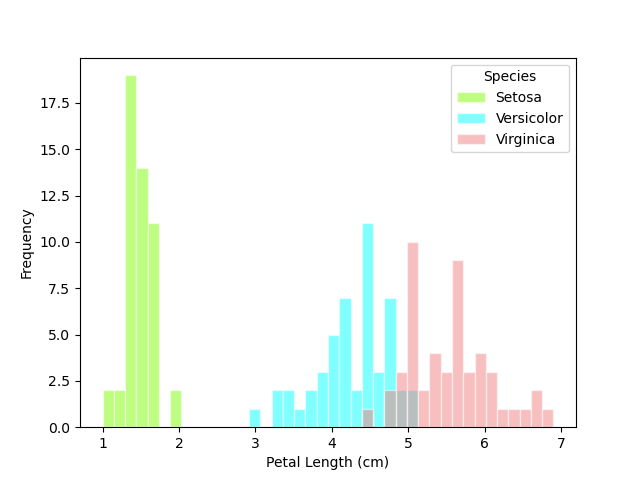 Species
Setosa
Versicolor
Virginica
17.5
15.0
12.5
10.0
7.5
5.0
2.5
0.0
Frequency
1 2 3 4 5 6 7
Petal Length (cm)